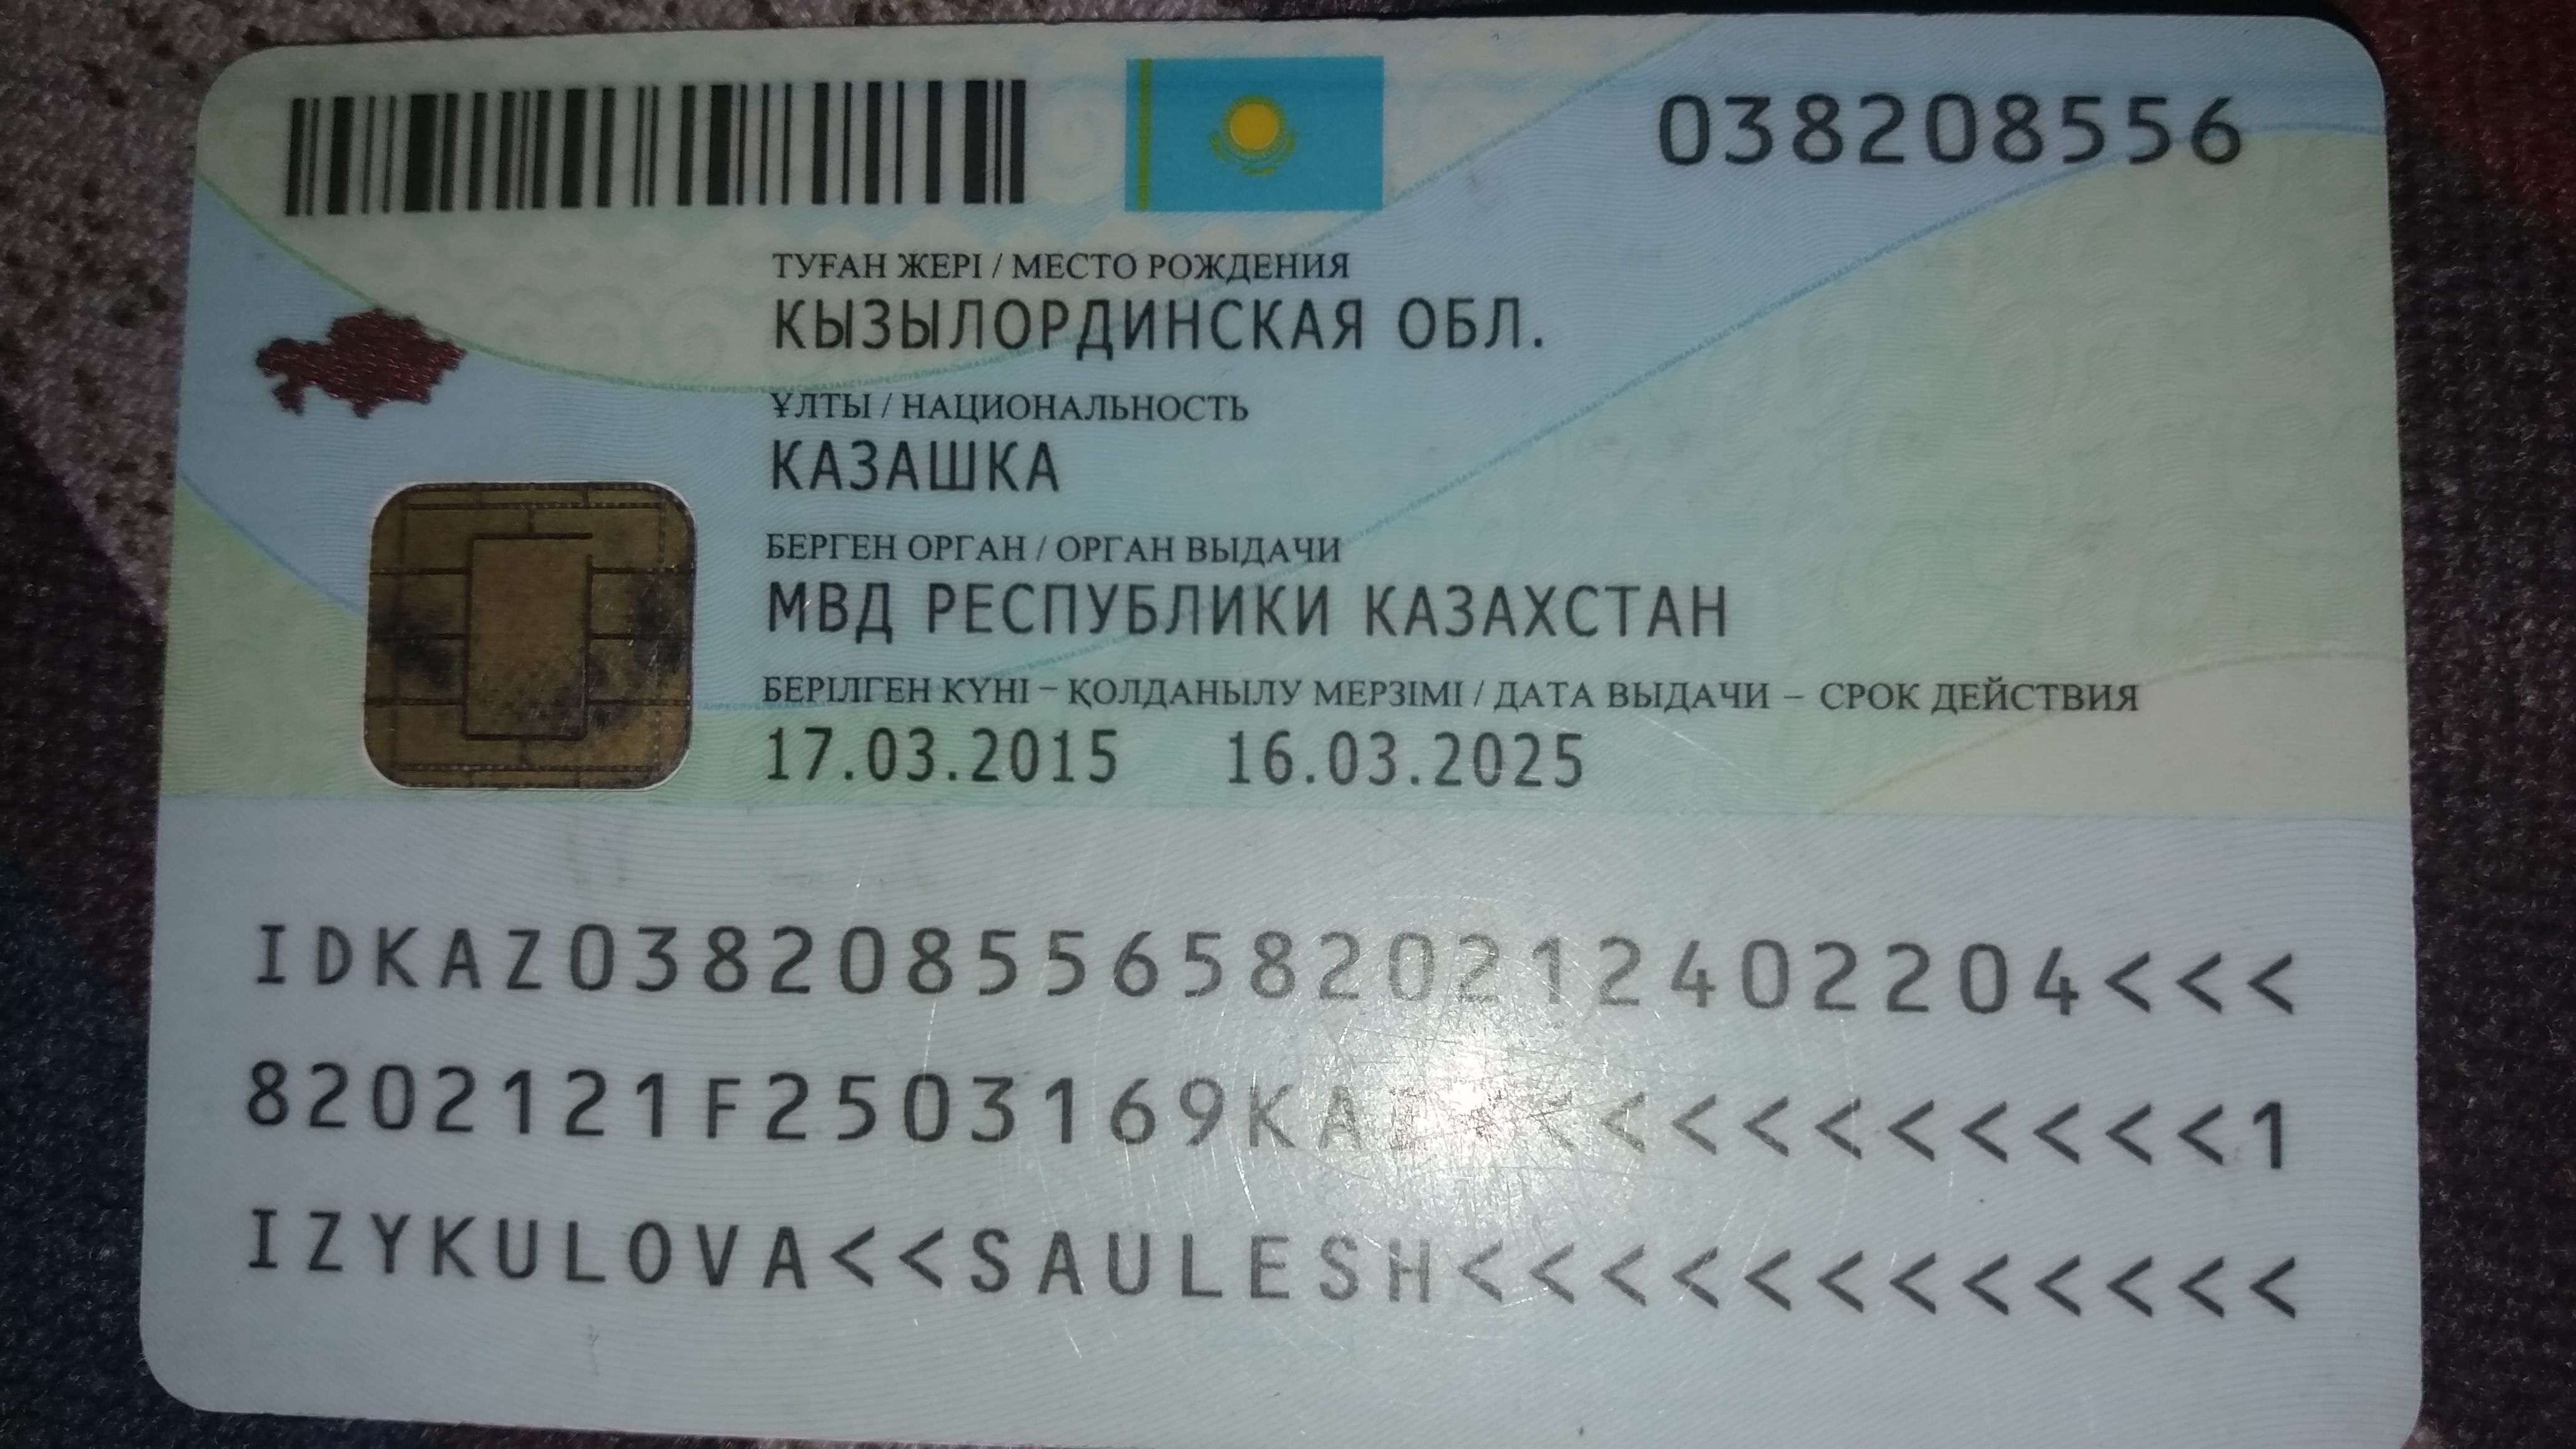 038208556
ТУҒАН ЖЕРІ / МЕСТО РОЖДЕНИЯ
КЫЗЫЛОРДИНСКАЯ ОБЛ.
ҰЛТЫ / НАЦИОНАЛЬНОСТЬ
КАЗАШКА
БЕРГЕН ОРГАН / ОРГАН ВЫДАЧИ
МВД РЕСПУБЛИКИ КАЗАХСТАН
БЕРІЛГЕН КҮНІ – ҚОЛДАНЫЛУ МЕРЗІМІ / ДАТА ВЫДАЧИ – СРОК ДЕЙСТВИЯ
17.03.2015 16.03.2025
IDKAZ0382085565820212402204<<<
8202121F2503169KAZ<<<<<<<<<<<1
IZYKULOVA<<SAULESH<<<<<<<<<<<<